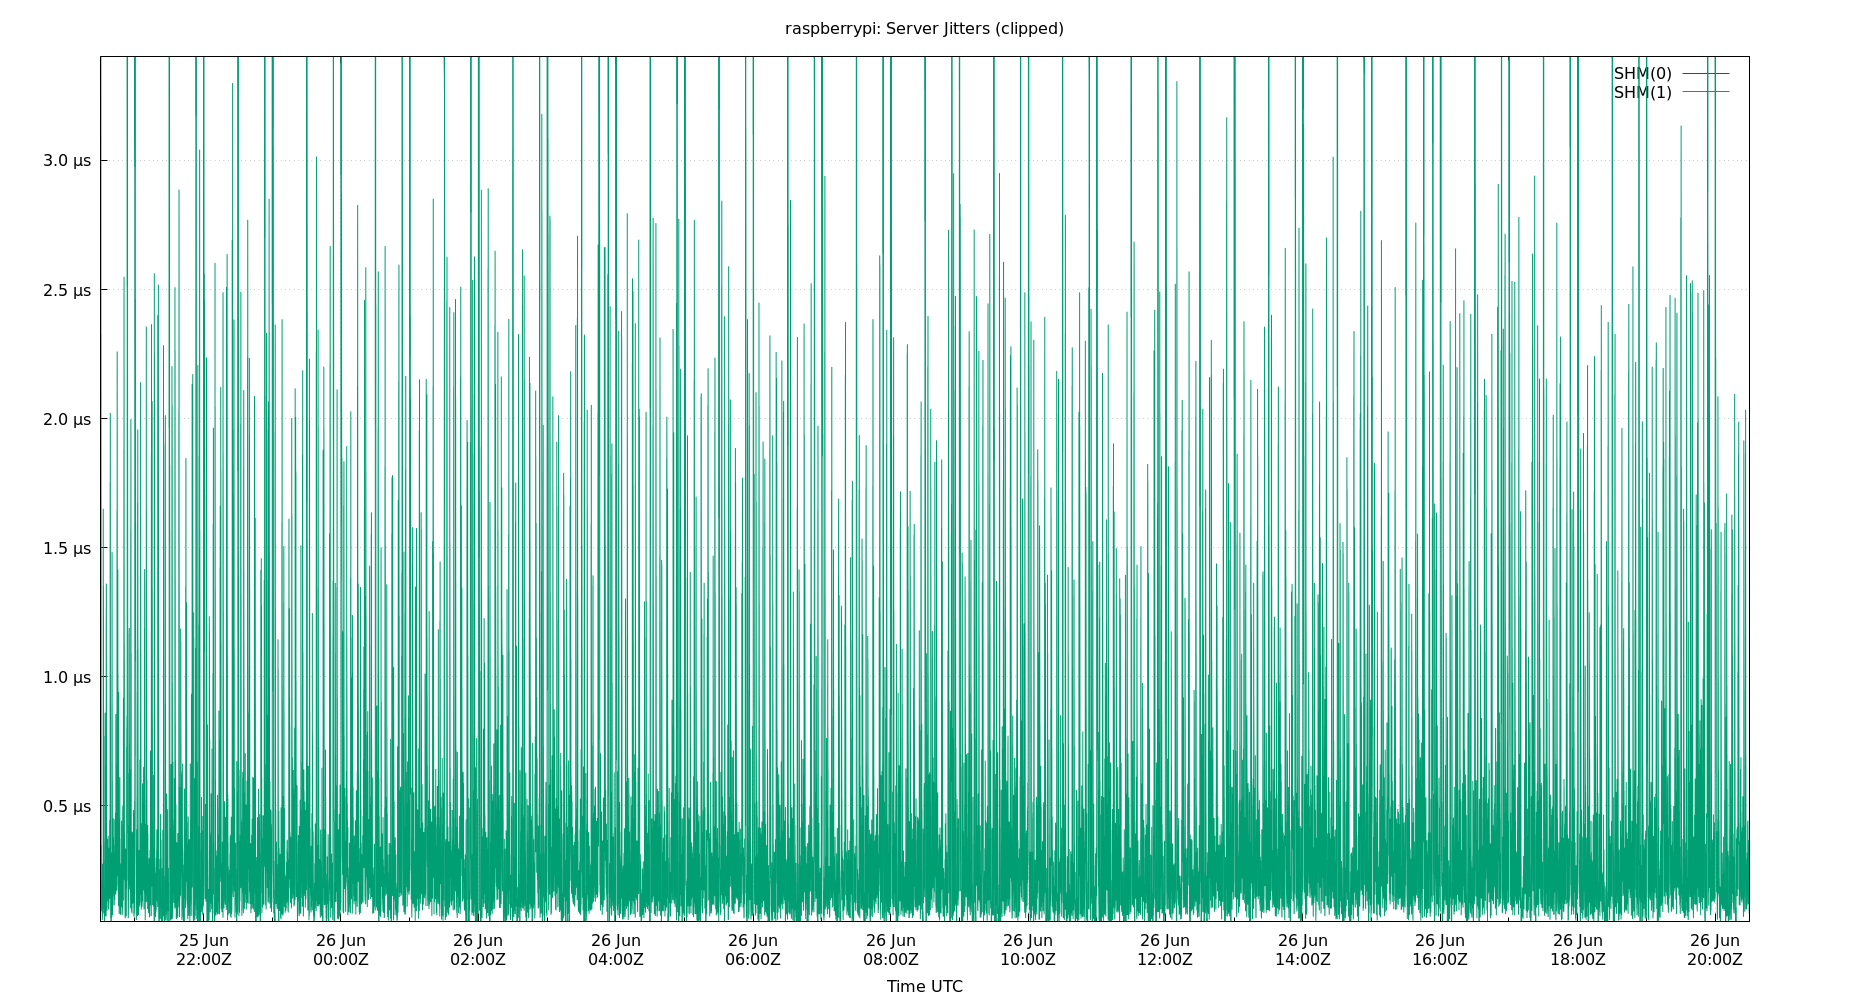 raspberrypi: Server Jitters (clipped)
SHM(0)
SHM(1)
3.0 µs
2.5 µs
2.0 µs
1.5 µs
1.0 µs
0.5 µs
25 Jun 26 Jun 26 Jun 26 Jun 26 Jun 26 Jun 26 Jun 26 Jun 26 Jun 26 Jun 26 Jun 26 Jun
22:00Z 00:00Z 02:00Z 04:00Z 06:00Z 08:00Z 10:00Z 12:00Z 14:00Z 16:00Z 18:00Z 20:00Z
Time UTC